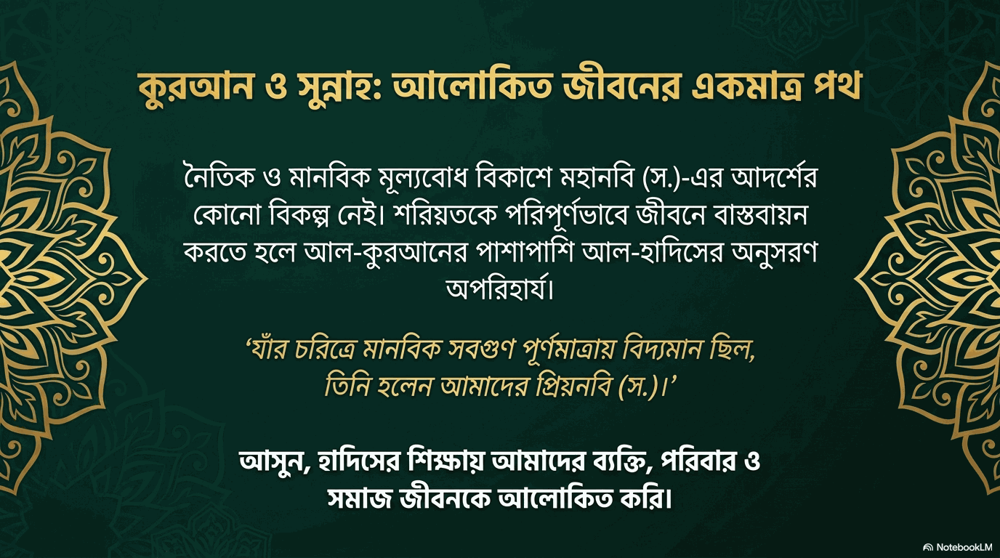 কুরআন ও সুন্নাহ: আলোকিত জীবনের একমাত্র পথ
নৈতিক ও মানবিক মূল্যবোধ বিকাশে মহানবি (স.)-এর আদর্শের
কোনো বিকল্প নেই। শরিয়তকে পরিপূর্ণভাবে জীবনে বাস্তবায়ন
করতে হলে আল-কুরআনের পাশাপাশি আল-হাদিসের অনুসরণ
অপরিহার্য।
‘যাঁর চরিত্রে মানবিক সবগুণ পূর্ণমাত্রায় বিদ্যমান ছিল,
তিনি হলেন আমাদের প্রিয়নবি (স.)।’
আসুন, হাদিসের শিক্ষায় আমাদের ব্যক্তি, পরিবার ও
সমাজ জীবনকে আলোকিত করি।
NotebookLM